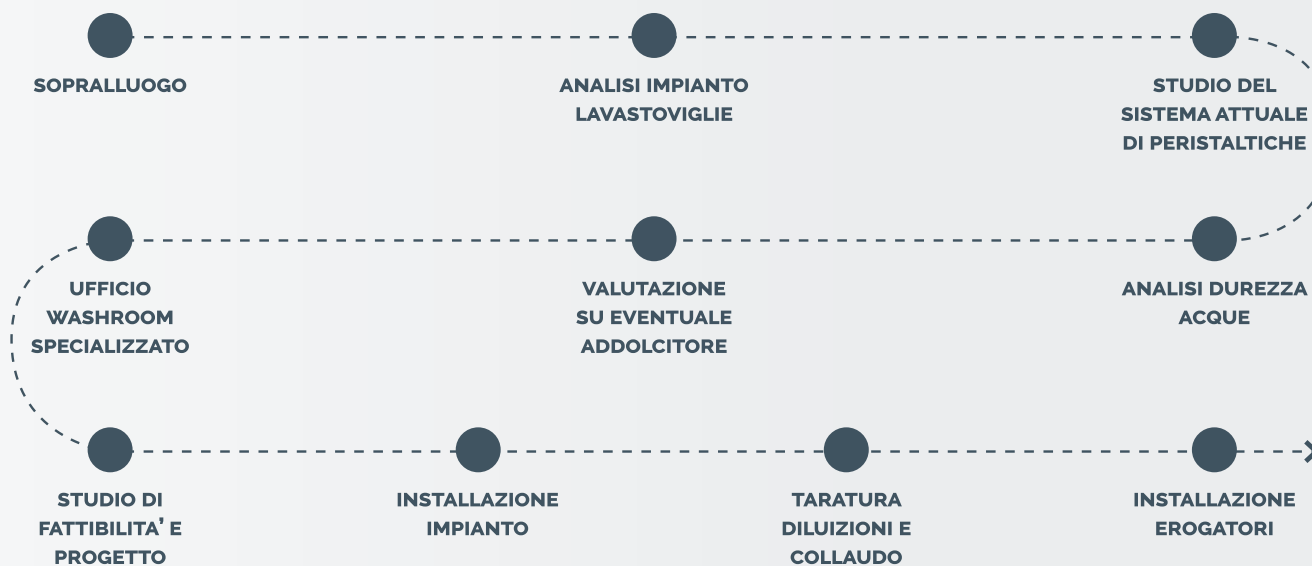 SOPRALLUOGO
ANALISI IMPIANTO
LAVASTOVIGLIE
STUDIO DEL
SISTEMA ATTUALE
DI PERISTALTICHE
ANALISI DUREZZA
ACQUE
VALUTAZIONE
SU EVENTUALE
ADDOLCITORE
UFFICIO
WASHROOM
SPECIALIZZATO
STUDIO DI
FATTIBILITA' E
PROGETTO
INSTALLAZIONE
IMPIANTO
TARATURA
DILUIZIONI E
COLLAUDO
INSTALLAZIONE
EROGATORI